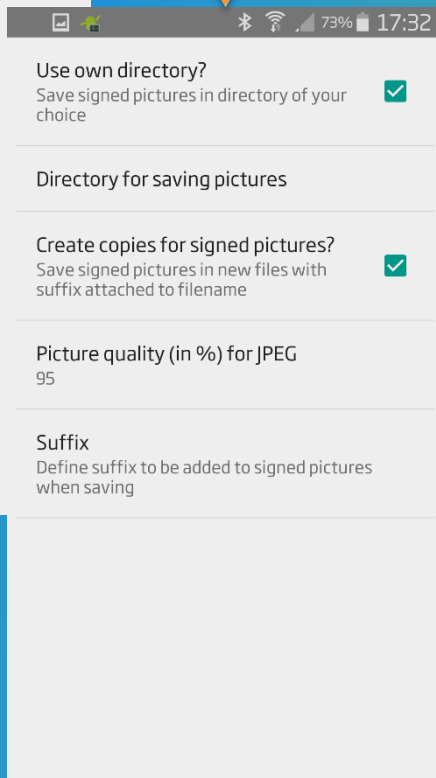 73% 17:32
Use own directory?
Save signed pictures in directory of your
choice
Directory for saving pictures
Create copies for signed pictures?
Save signed pictures in new files with
suffix attached to filename
Picture quality (in %) for JPEG
95
Suffix
Define suffix to be added to signed pictures
when saving